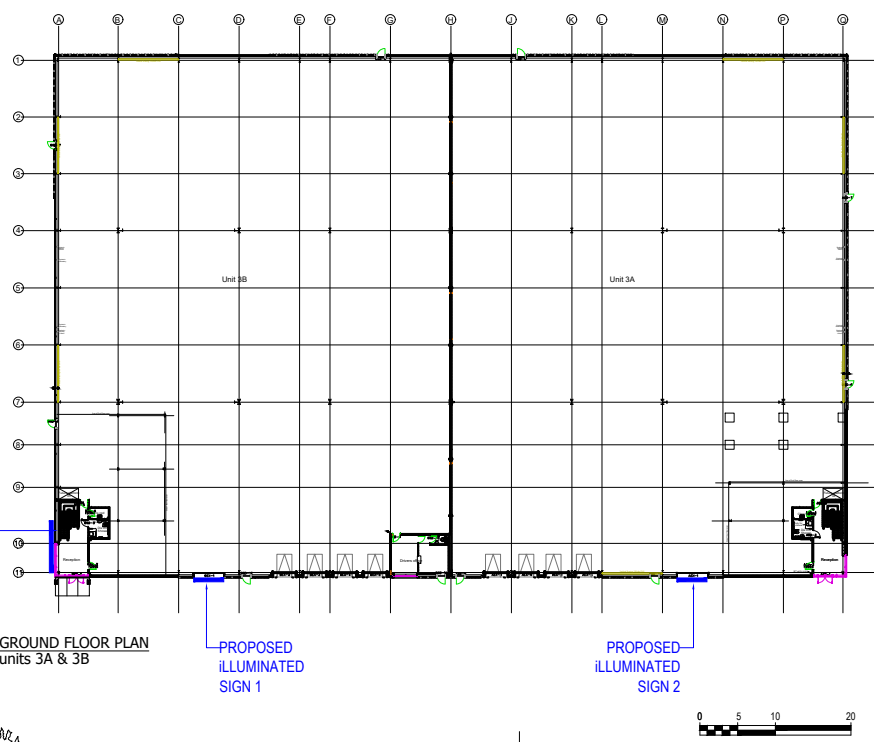 A B C D E F G H J K L M N P Q
1
2
3
4
Unit 3B Unit 3A
5
6
7
8
9
10
Reception Reception
11
GROUND FLOOR PLAN
units 3A & 3B
PROPOSED
iLLUMINATED
SIGN 1
PROPOSED
iLLUMINATED
SIGN 2
0 5 10 20